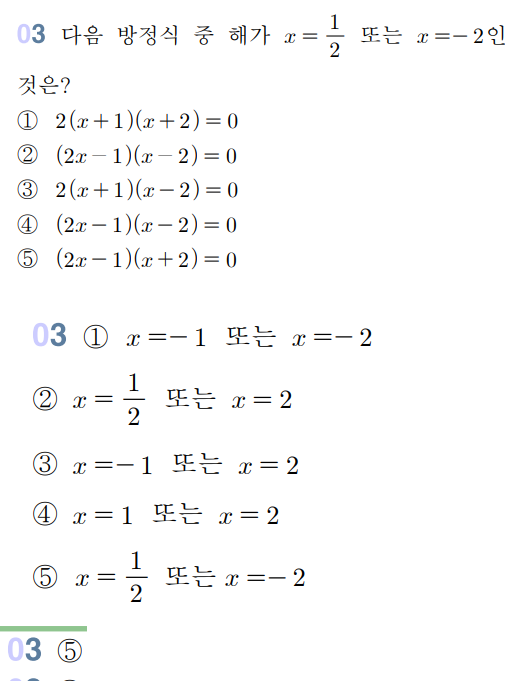 03 다음 방정식 중 해가 x = 1/2 또는 x = -2인
것은?
① 2(x+1)(x+2)=0
② (2x-1)(x-2)=0
③ 2(x+1)(x-2)=0
④ (2x-1)(x-2)=0
⑤ (2x-1)(x+2)=0
03 ① x=-1 또는 x=-2
② x = 1/2 또는 x = 2
③ x=-1 또는 x = 2
④ x = 1 또는 x = 2
⑤ x = 1/2 또는 x=-2
03 ⑤